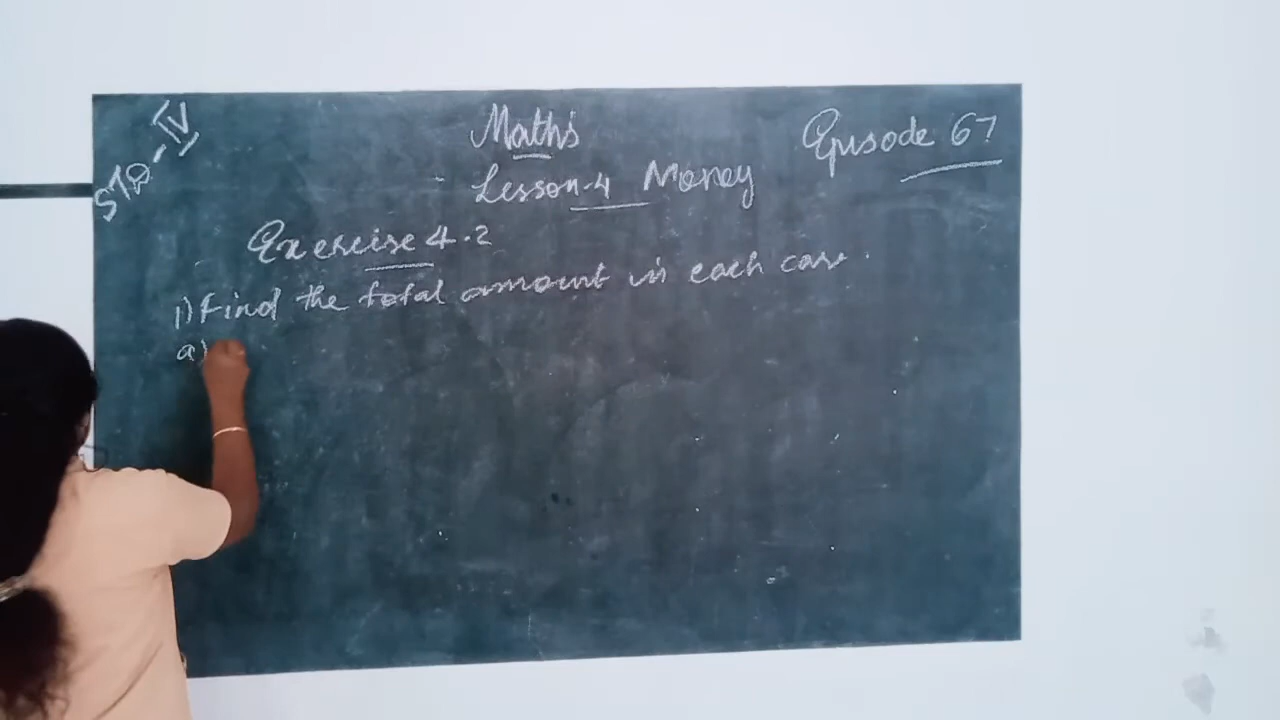 STD-IV
Maths
Episode 67
Lesson-4 Money
Exercise 4.2
1) Find the total amount in each case.
a)